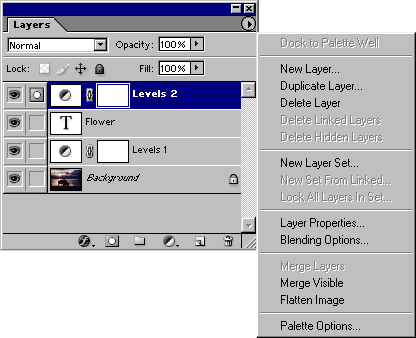 Layers
Normal Opacity: 100%
Lock: Fill: 100%
Levels 2
T Flower
Levels 1
Background
Dock to Palette Well
New Layer...
Duplicate Layer...
Delete Layer
Delete Linked Layers
Delete Hidden Layers
New Layer Set...
New Set From Linked...
Lock All Layers In Set...
Layer Properties...
Blending Options...
Merge Layers
Merge Visible
Flatten Image
Palette Options...